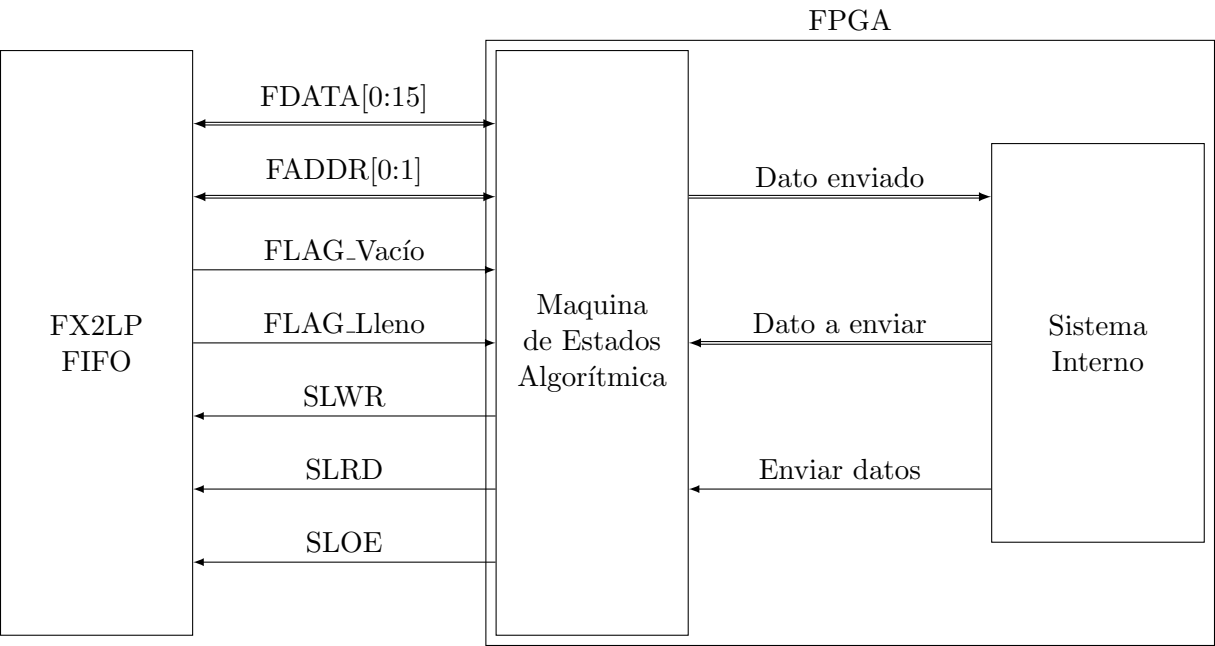 FPGA
FDATA[0:15]
FADDR[0:1]
FLAG_Vacío
FLAG_Lleno
SLWR
SLRD
SLOE
FX2LP
FIFO
Maquina
de Estados
Algorítmica
Dato enviado
Dato a enviar
Enviar datos
Sistema
Interno